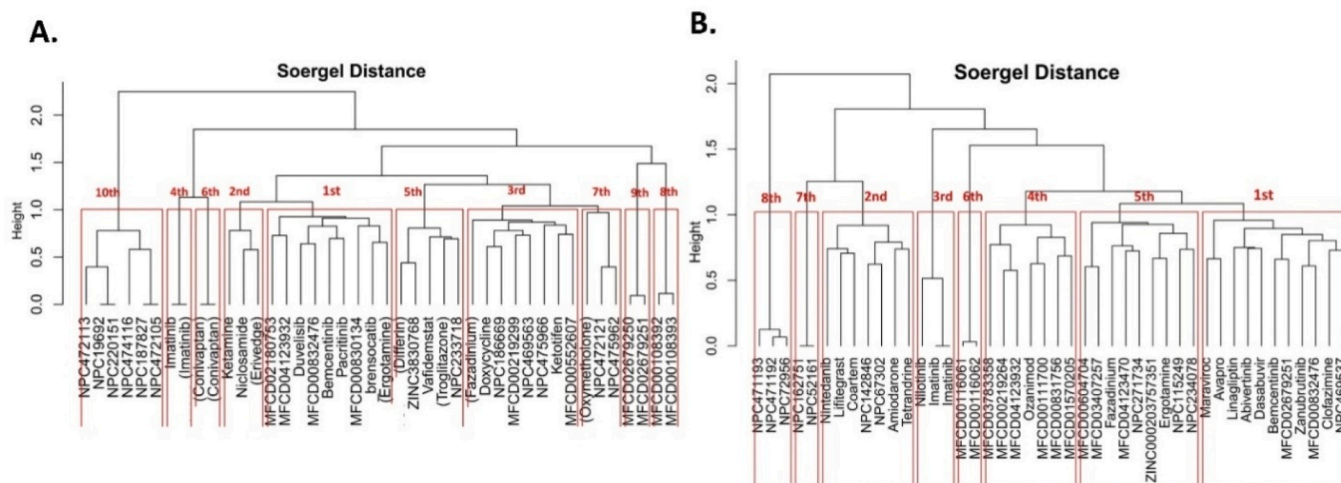 A.
Soergel Distance
Height
2.0
1.5
1.0
0.5
0.0
10th
4th
6th
2nd
1st
5th
3rd
7th
9th
8th
NPC472113
NPC19692
NPC220151
NPC474116
NPC187827
NPC472105
Imatinib
(Imatinib)
(Conivaptan)
(Conivaptan)
Ketamine
Niclosamide
(Erivedge)
MFCD02180753
MFCD04123932
Duvelisib
MFCD00832476
Bemcentinib
Pacritinib
MFCD00830134
brensocatib
(Ergotamine)
(Differin)
ZINC3830768
Vafidemstat
(Troglitazone)
NPC233718
(Fazadinium)
Doxycycline
NPC186669
MFCD00219299
NPC469563
NPC475966
Ketotifen
MFCD00552607
(Oxymetholone)
NPC472121
NPC475962
MFCD02679250
MFCD02679251
MFCD00108392
MFCD00108393
B.
Soergel Distance
Height
2.0
1.5
1.0
0.5
0.0
8th
7th
2nd
3rd
6th
4th
5th
1st
NPC471193
NPC471192
NPC72956
NPC162751
NPC52161
Nintedanib
Lifitegrast
Coartem
NPC142846
NPC67302
Amiodarone
Tetrandrine
Nilotinib
Imatinib
Imatinib
MFCD00116061
MFCD00116062
MFCD03783358
MFCD00219264
MFCD04123932
Ozanimod
MFCD00111700
MFCD00831756
MFCD01570205
MFCD00604704
MFCD03407257
Fazadinium
MFCD04123470
NPC271734
ZINC000203757351
Ergotamine
NPC115249
NPC234078
Maraviroc
Avapro
Linagliptin
Abivertinib
Dasabuvir
Bemcentinib
MFCD02679251
Zanubrutinib
MFCD00832476
Clofazimine